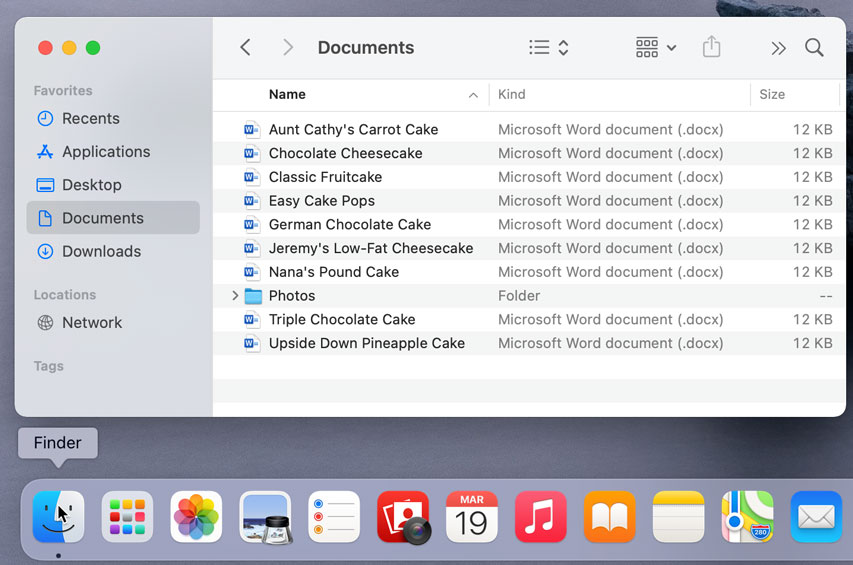 Documents
Favorites
Recents
Applications
Desktop
Documents
Downloads
Locations
Network
Tags
Name Kind Size
Aunt Cathy's Carrot Cake Microsoft Word document (.docx) 12 KB
Chocolate Cheesecake Microsoft Word document (.docx) 12 KB
Classic Fruitcake Microsoft Word document (.docx) 12 KB
Easy Cake Pops Microsoft Word document (.docx) 12 KB
German Chocolate Cake Microsoft Word document (.docx) 12 KB
Jeremy's Low-Fat Cheesecake Microsoft Word document (.docx) 12 KB
Nana's Pound Cake Microsoft Word document (.docx) 12 KB
Photos Folder --
Triple Chocolate Cake Microsoft Word document (.docx) 12 KB
Upside Down Pineapple Cake Microsoft Word document (.docx) 12 KB
Finder
MAR
19
280